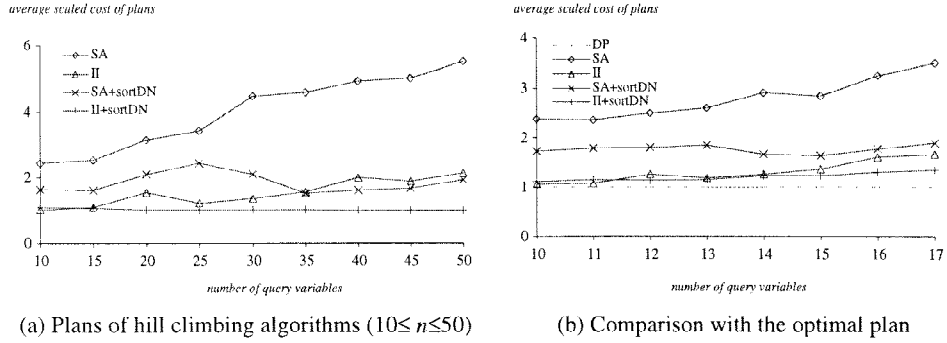 average scaled cost of plans
6
4
2
0
SA
II
SA+sortDN
II+sortDN
10 15 20 25 30 35 40 45 50
number of query variables
(a) Plans of hill climbing algorithms (10≤ n≤50)
average scaled cost of plans
4
3
2
1
0
DP
SA
II
SA+sortDN
II+sortDN
10 11 12 13 14 15 16 17
number of query variables
(b) Comparison with the optimal plan